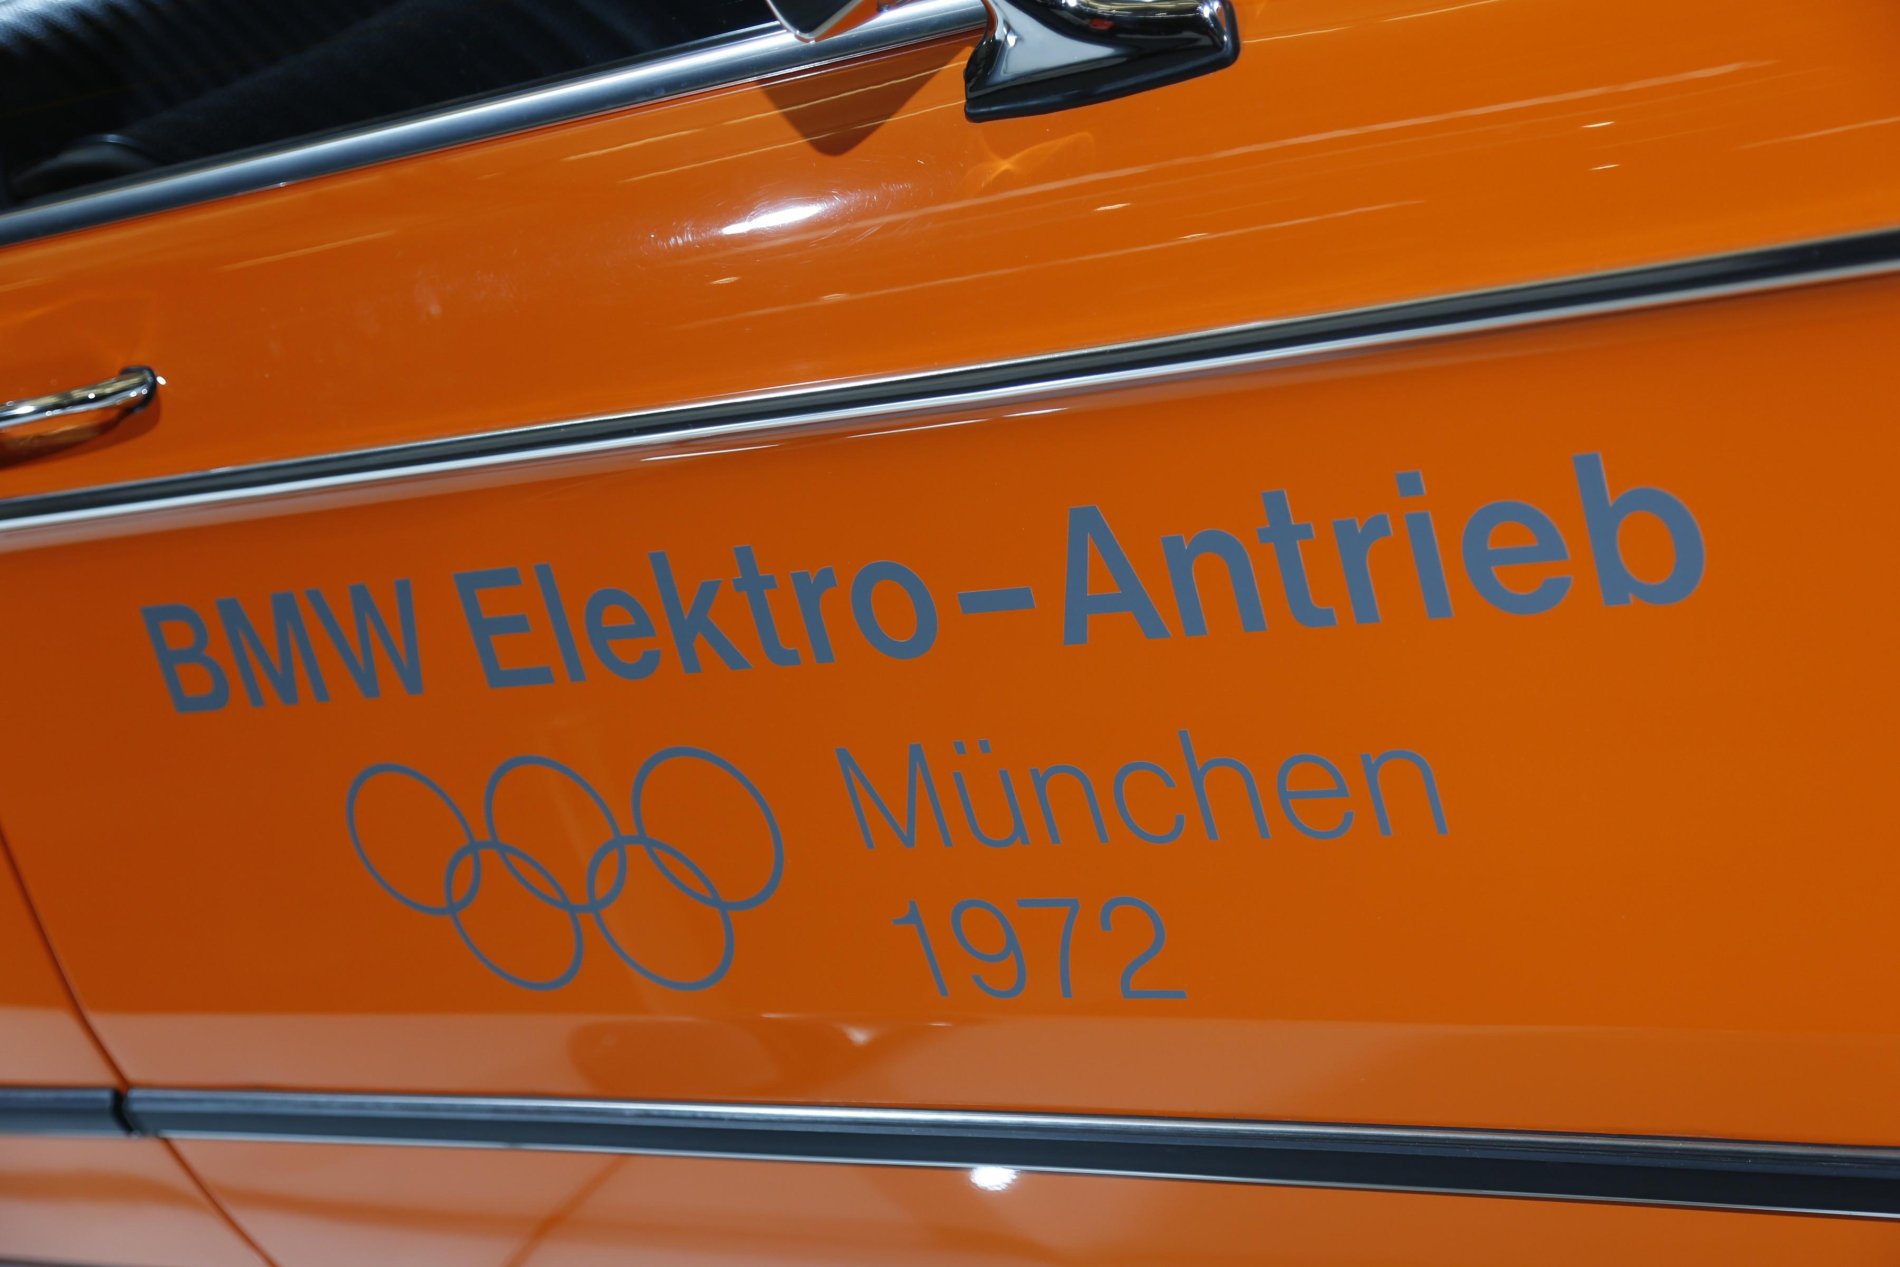 BMW Elektro-Antrieb
München
1972